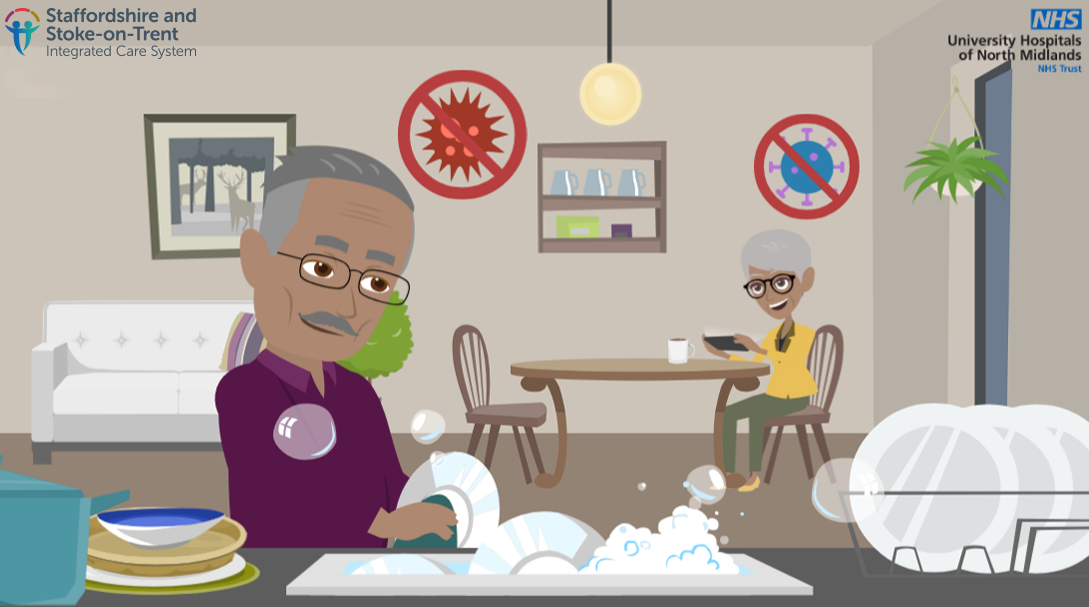 Staffordshire and
Stoke-on-Trent
Integrated Care System
NHS
University Hospitals
of North Midlands
NHS Trust